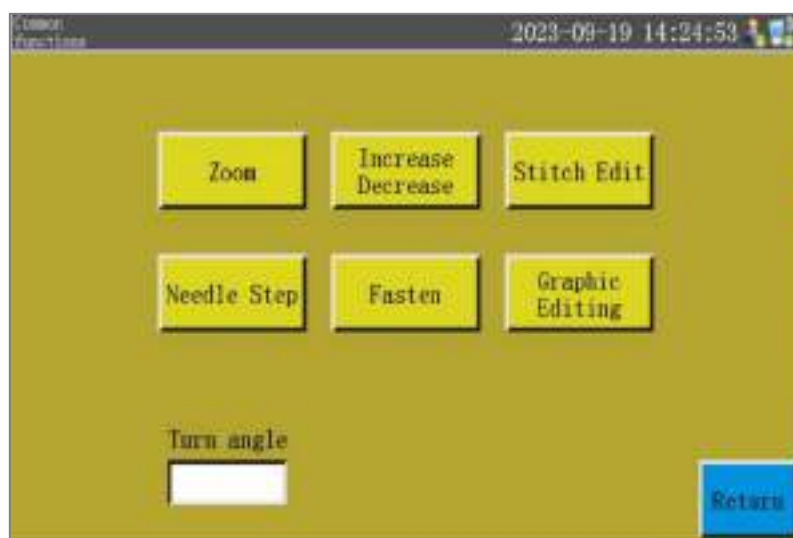 Common
functions
2023-09-19 14:24:53
Zoom
Increase
Decrease
Stitch Edit
Needle Step
Fasten
Graphic
Editing
Turn angle
Return